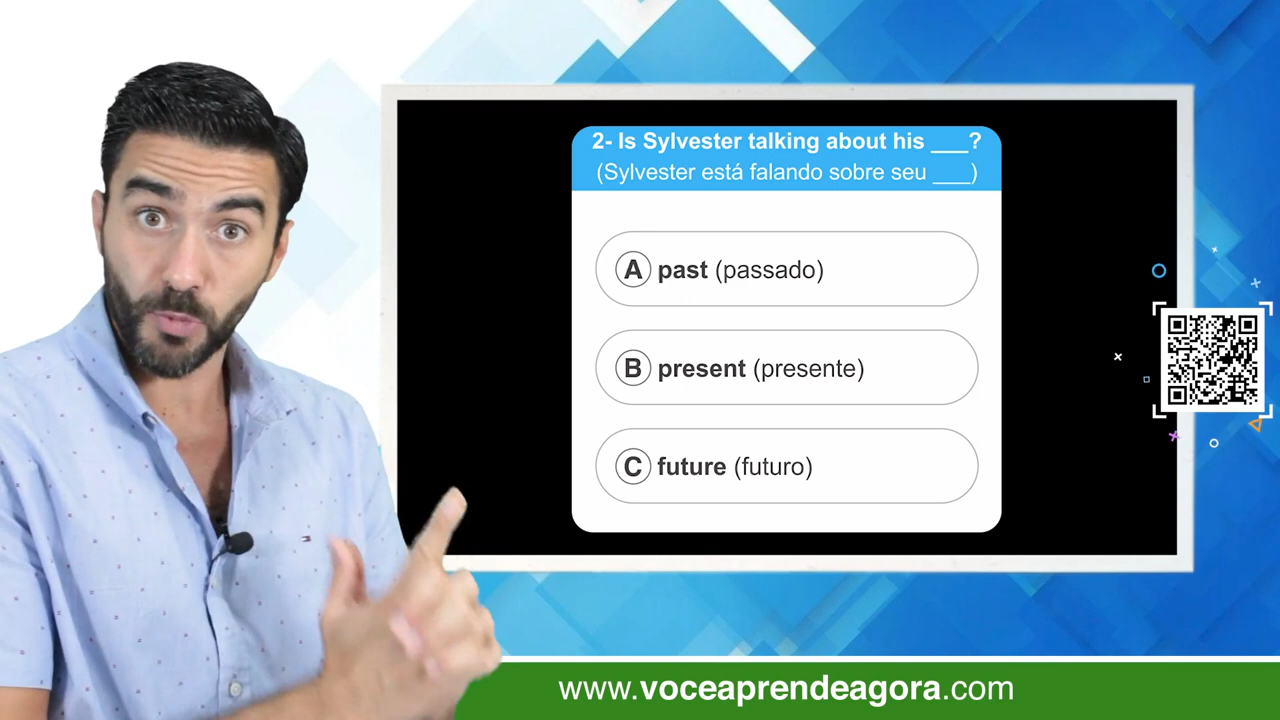 2- Is Sylvester talking about his ___?
(Sylvester está falando sobre seu ___)
A past (passado)
B present (presente)
C future (futuro)
www.voceaprendeagora.com